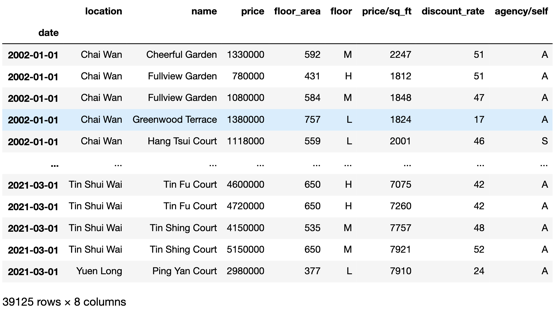 location name price floor_area floor price/sq_ft discount_rate agency/self
date
2002-01-01 Chai Wan Cheerful Garden 1330000 592 M 2247 51 A
2002-01-01 Chai Wan Fullview Garden 780000 431 H 1812 51 A
2002-01-01 Chai Wan Fullview Garden 1080000 584 M 1848 47 A
2002-01-01 Chai Wan Greenwood Terrace 1380000 757 L 1824 17 A
2002-01-01 Chai Wan Hang Tsui Court 1118000 559 L 2001 46 S
... ... ... ... ... ... ... ... ...
2021-03-01 Tin Shui Wai Tin Fu Court 4600000 650 H 7075 42 A
2021-03-01 Tin Shui Wai Tin Fu Court 4720000 650 H 7260 42 A
2021-03-01 Tin Shui Wai Tin Shing Court 4150000 535 M 7757 48 A
2021-03-01 Tin Shui Wai Tin Shing Court 5150000 650 M 7921 52 A
2021-03-01 Yuen Long Ping Yan Court 2980000 377 L 7910 24 A
39125 rows × 8 columns